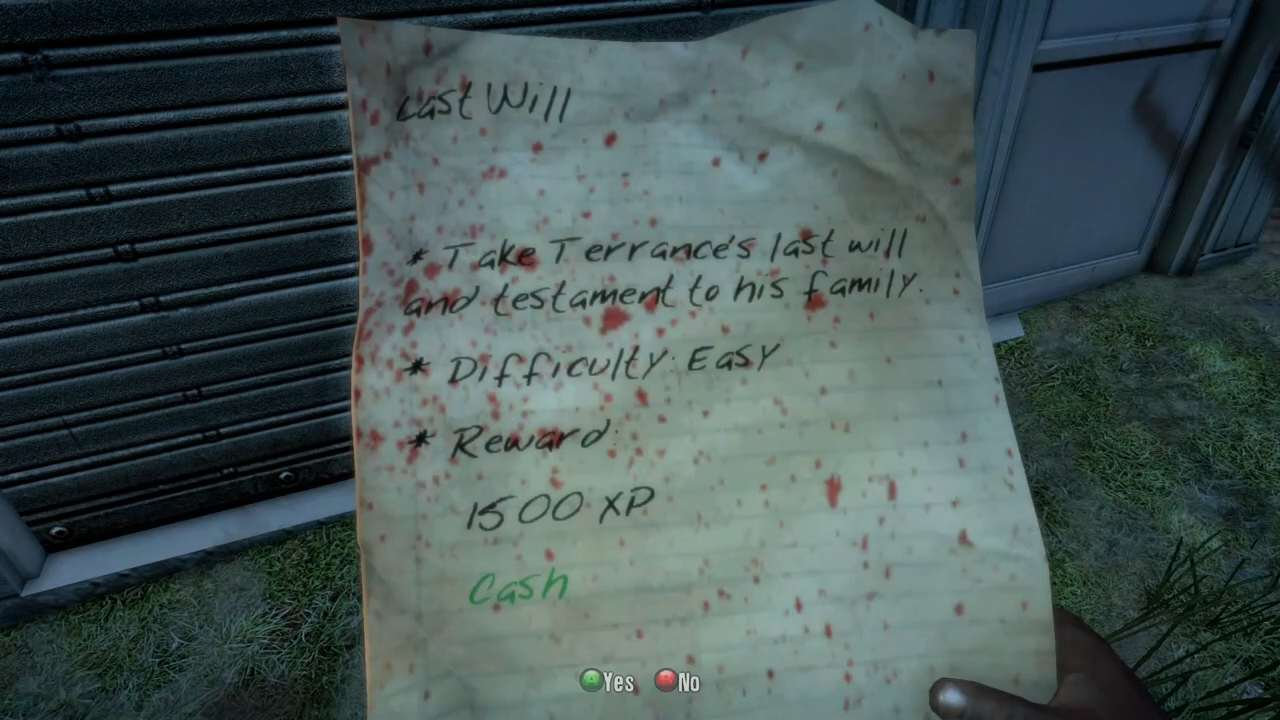 Last Will
* Take Terrance's last will
and testament to his family.
* Difficulty: Easy
* Reward:
1500 XP
Cash
A Yes B No